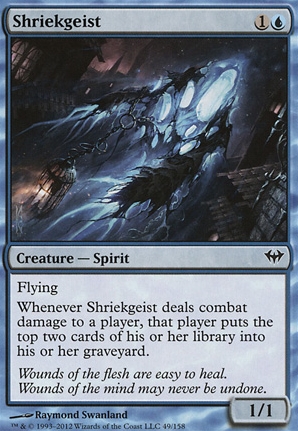 Shriekgeist 1
Creature — Spirit
Flying
Whenever Shriekgeist deals combat
damage to a player, that player puts the
top two cards of his or her library into
his or her graveyard.
Wounds of the flesh are easy to heal.
Wounds of the mind may never be undone.
1/1
Raymond Swanland
™ & © 1993–2012 Wizards of the Coast LLC 49/158